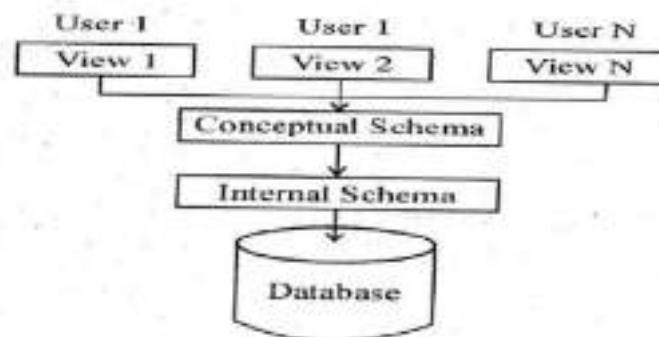 User 1 User 1 User N
View 1 View 2 View N
Conceptual Schema
Internal Schema
Database